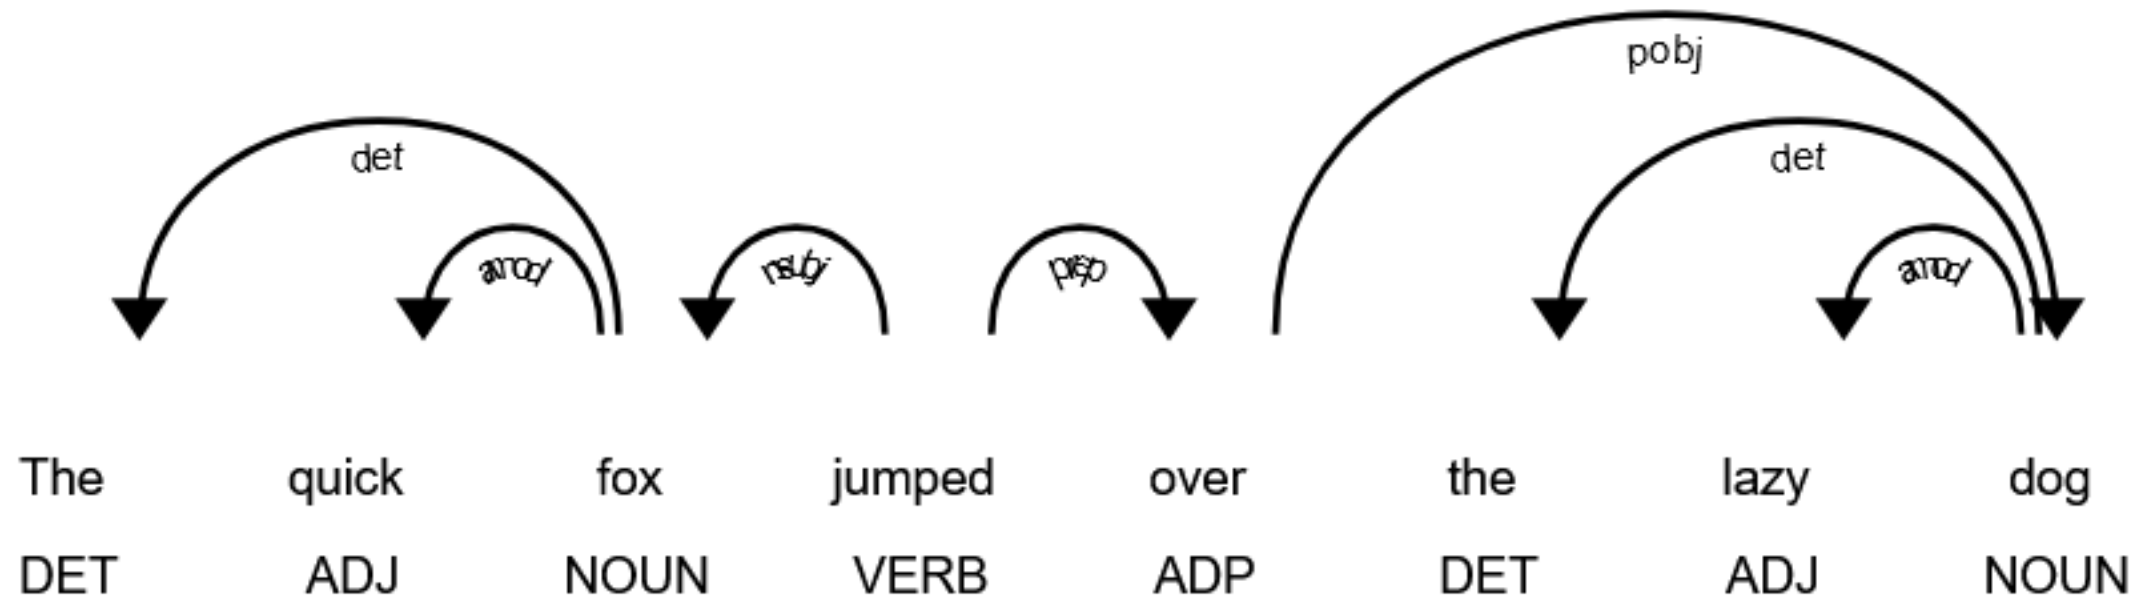 pobj
det det
amod nsubj prep amod
The quick fox jumped over the lazy dog
DET ADJ NOUN VERB ADP DET ADJ NOUN